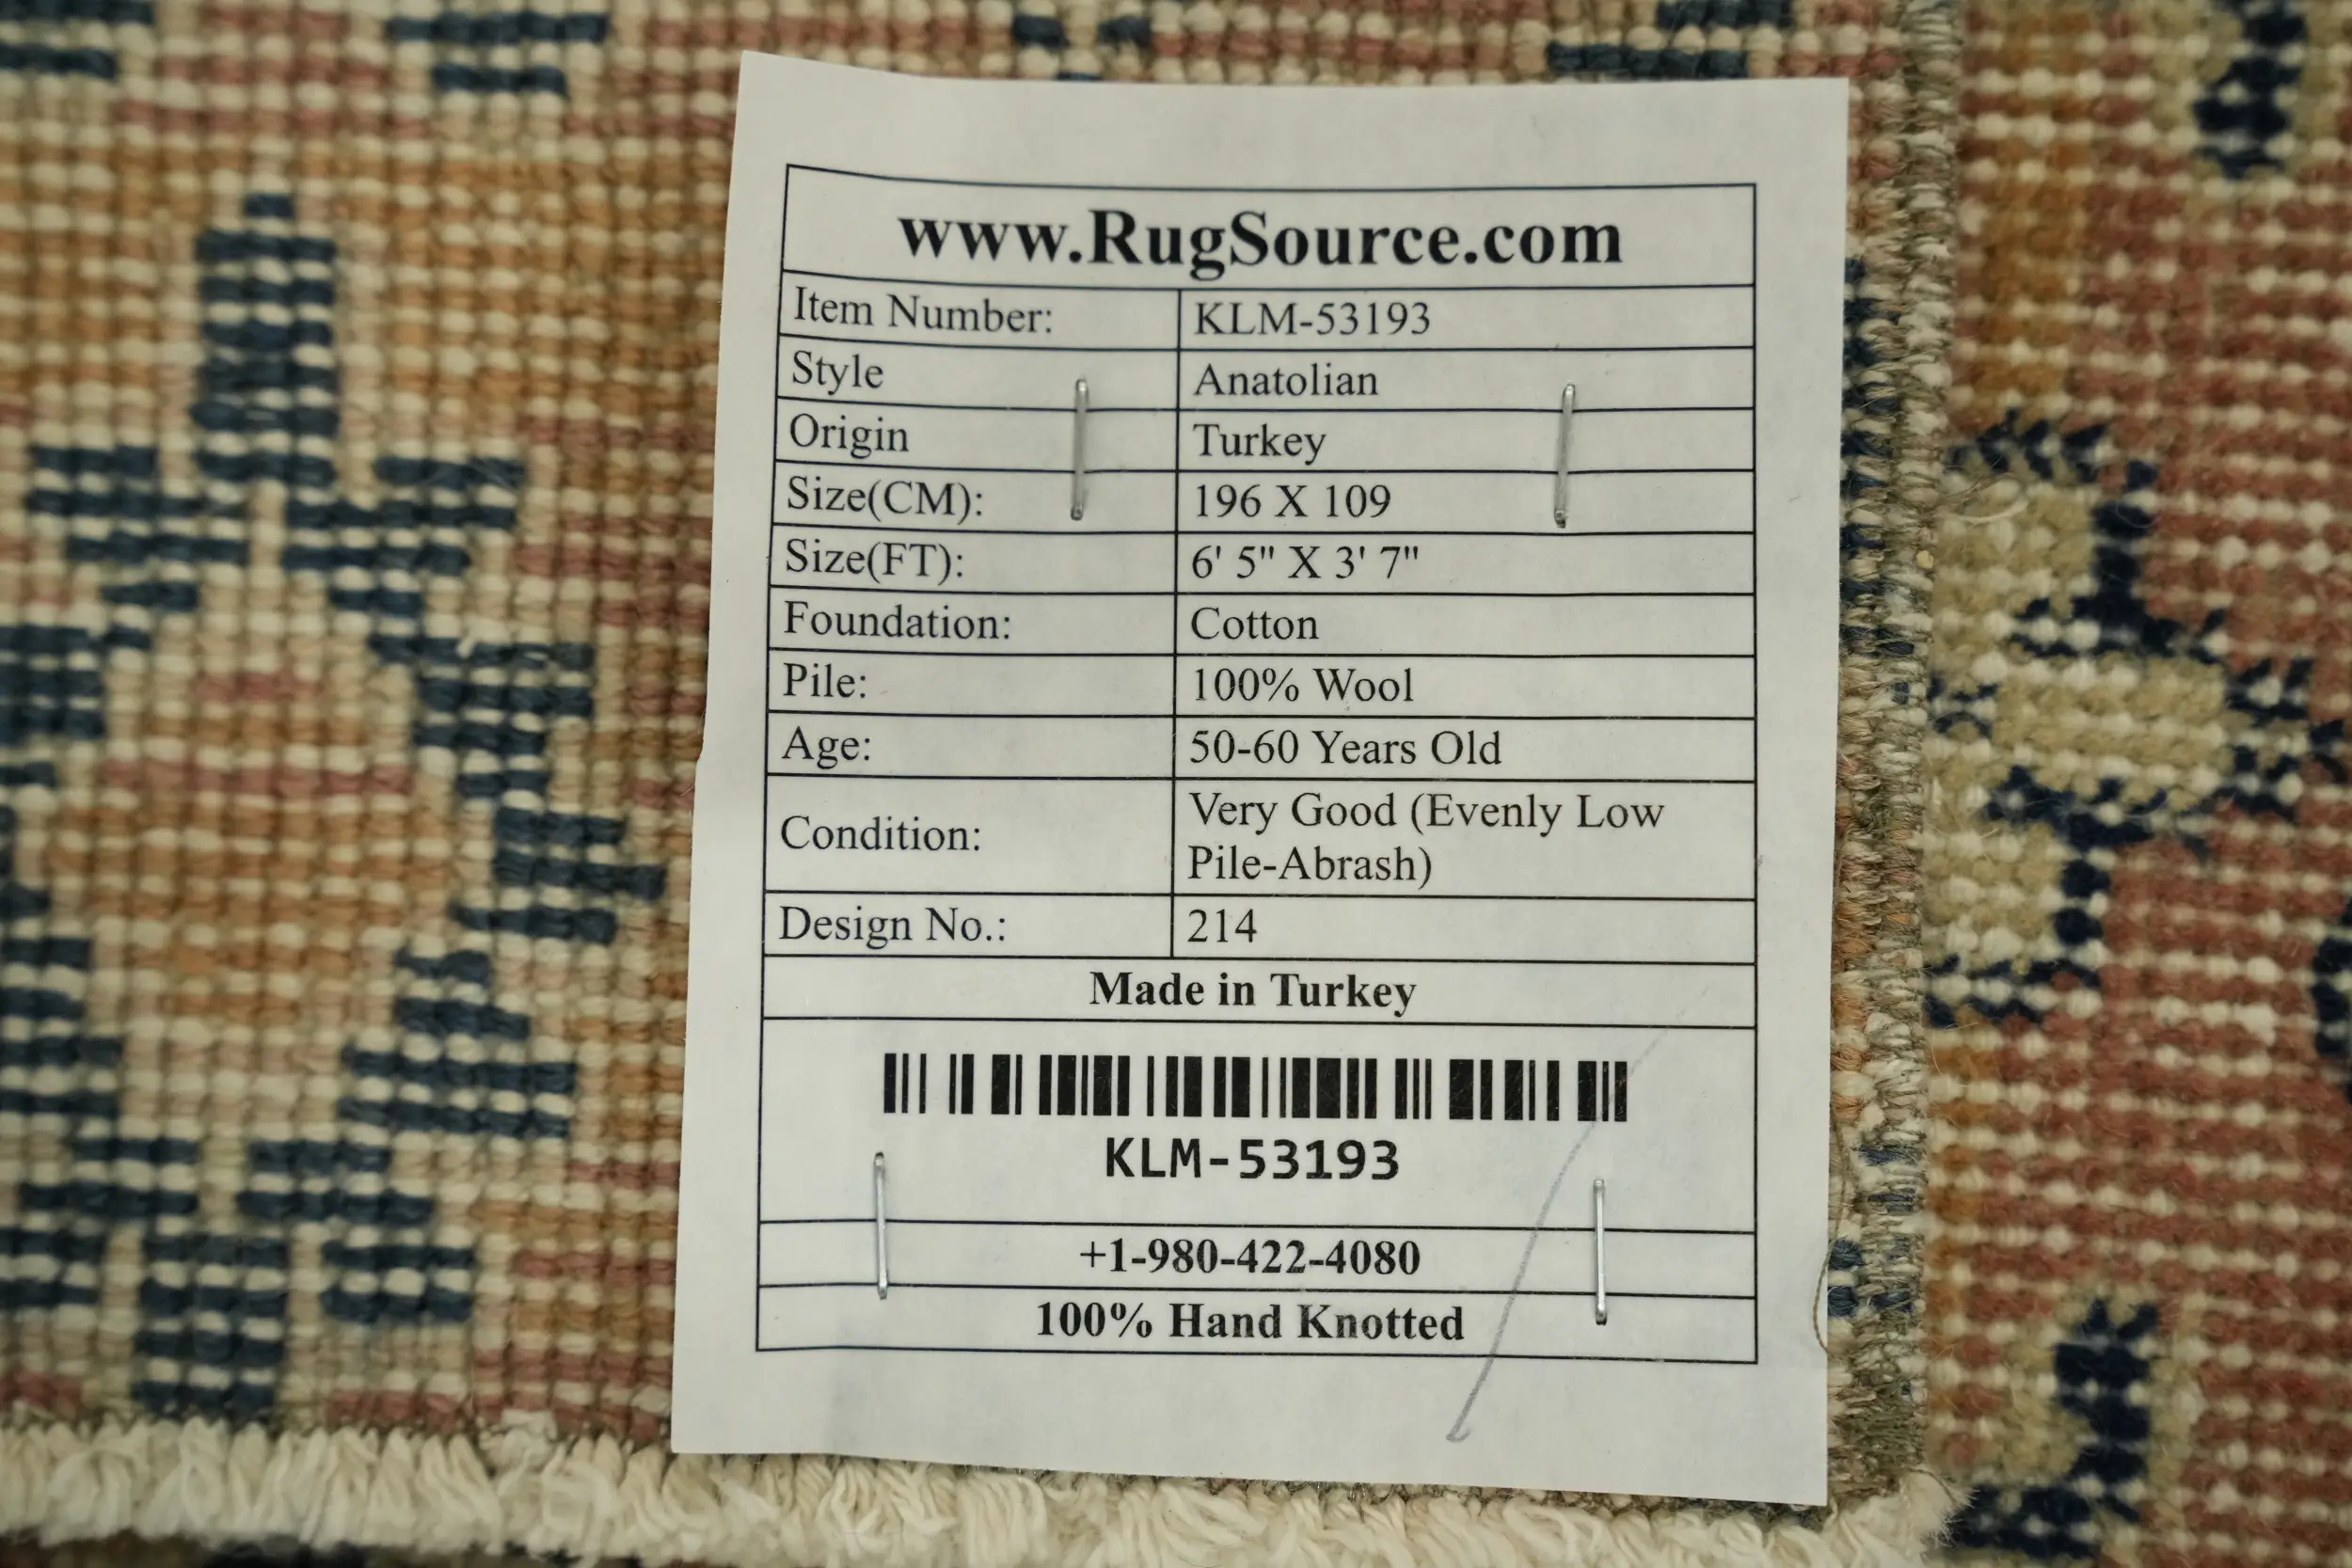 www.RugSource.com
Item Number: KLM-53193
Style Anatolian
Origin Turkey
Size(CM): 196 X 109
Size(FT): 6' 5" X 3' 7"
Foundation: Cotton
Pile: 100% Wool
Age: 50-60 Years Old
Condition: Very Good (Evenly Low
Pile-Abrash)
Design No.: 214
Made in Turkey
KLM-53193
+1-980-422-4080
100% Hand Knotted